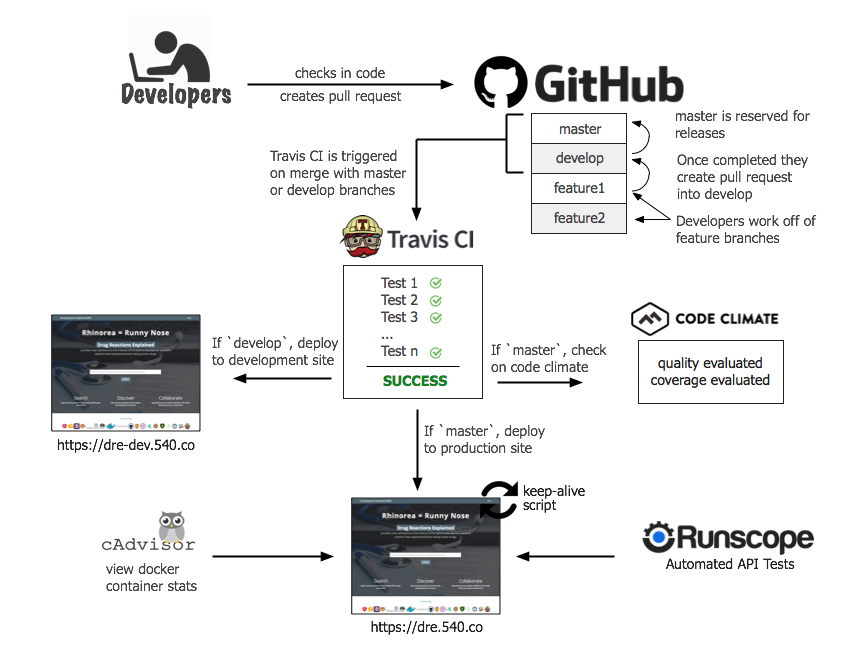 Developers
checks in code
creates pull request
GitHub
master
develop
feature1
feature2
master is reserved for
releases
Once completed they
create pull request
into develop
Developers work off of
feature branches
Travis CI is triggered
on merge with master
or develop branches
Travis CI
Test 1
Test 2
Test 3
...
Test n
SUCCESS
If `develop`, deploy
to development site
Rhinorea = Runny Nose
Drug Reactions Explained
Search
Discover
Collaborate
https://dre-dev.540.co
If `master`, check
on code climate
CODE CLIMATE
quality evaluated
coverage evaluated
If `master`, deploy
to production site
keep-alive
script
cAdvisor
view docker
container stats
Rhinorea = Runny Nose
Drug Reactions Explained
Search
Discover
Collaborate
https://dre.540.co
Runscope
Automated API Tests